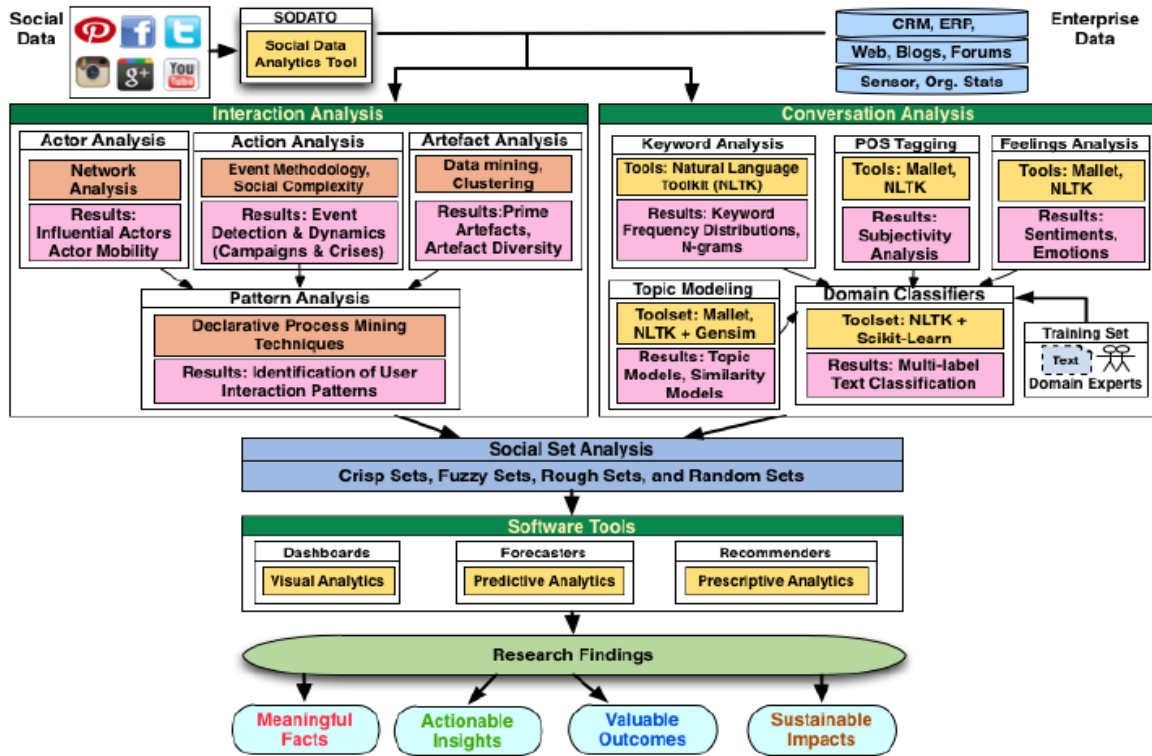 Social
Data
You
Tube
g+
SODATO
Social Data
Analytics Tool
CRM, ERP,
Web, Blogs, Forums
Sensor, Org. Stats
Enterprise
Data
Interaction Analysis
Actor Analysis
Network
Analysis
Results:
Influential Actors
Actor Mobility
Action Analysis
Event Methodology,
Social Complexity
Results: Event
Detection & Dynamics
(Campaigns & Crises)
Artefact Analysis
Data mining,
Clustering
Results:Prime
Artefacts,
Artefact Diversity
Pattern Analysis
Declarative Process Mining
Techniques
Results: Identification of User
Interaction Patterns
Conversation Analysis
Keyword Analysis
Tools: Natural Language
Toolkit (NLTK)
Results: Keyword
Frequency Distributions,
N-grams
POS Tagging
Tools: Mallet,
NLTK
Results:
Subjectivity
Analysis
Feelings Analysis
Tools: Mallet,
NLTK
Results:
Sentiments,
Emotions
Topic Modeling
Toolset: Mallet,
NLTK + Gensim
Results: Topic
Models, Similarity
Models
Domain Classifiers
Toolset: NLTK +
Scikit-Learn
Results: Multi-label
Text Classification
Training Set
Text
Domain Experts
Social Set Analysis
Crisp Sets, Fuzzy Sets, Rough Sets, and Random Sets
Software Tools
Dashboards
Visual Analytics
Forecasters
Predictive Analytics
Recommenders
Prescriptive Analytics
Research Findings
Meaningful
Facts
Actionable
Insights
Valuable
Outcomes
Sustainable
Impacts